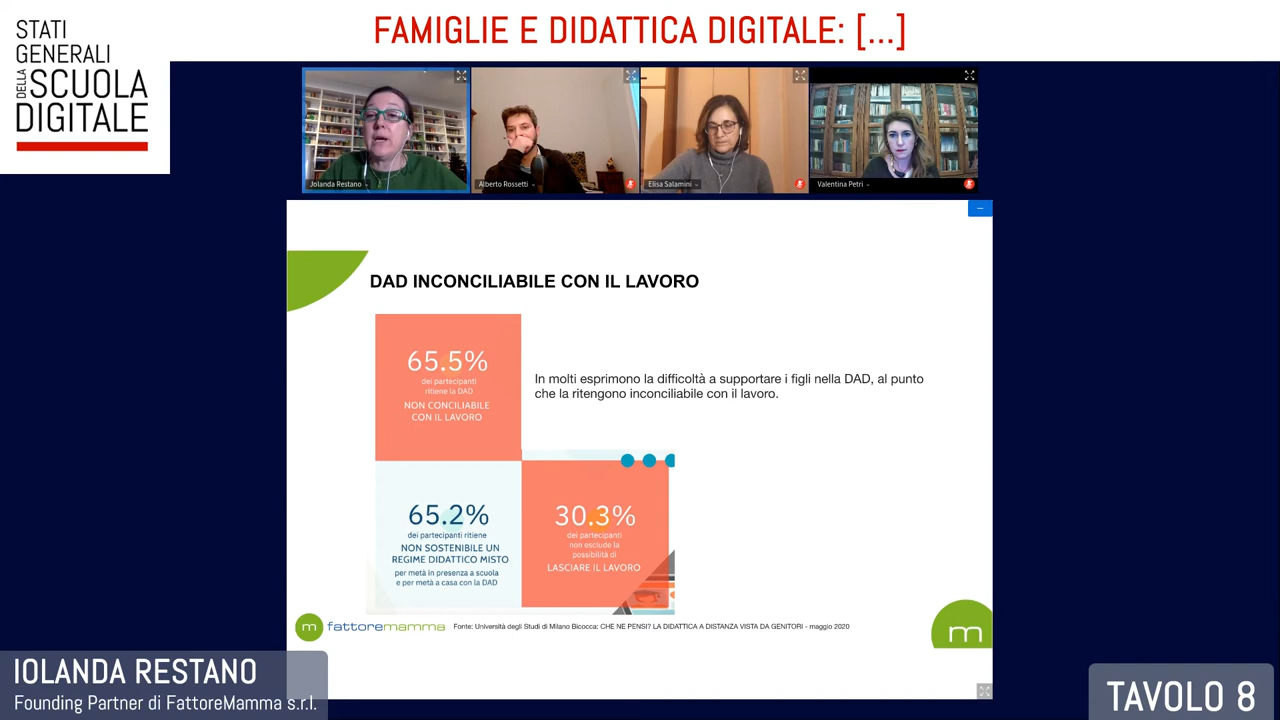 STATI
GENERALI
DELLA SCUOLA
DIGITALE
FAMIGLIE E DIDATTICA DIGITALE: [...]
Jolanda Restano
Alberto Rossetti
Elisa Salamini
Valentina Petri
DAD INCONCILIABILE CON IL LAVORO
65.5%
dei partecipanti
ritiene la DAD
NON CONCILIABILE
CON IL LAVORO
In molti esprimono la difficoltà a supportare i figli nella DAD, al punto
che la ritengono inconciliabile con il lavoro.
65.2%
dei partecipanti ritiene
NON SOSTENIBILE UN
REGIME DIDATTICO MISTO
per metà in presenza a scuola
e per metà a casa con la DAD
30.3%
dei partecipanti
non esclude la
possibilità di
LASCIARE IL LAVORO
m fattoremamma
Fonte: Università degli Studi di Milano Bicocca: CHE NE PENSI? LA DIDATTICA A DISTANZA VISTA DA GENITORI - maggio 2020
m
IOLANDA RESTANO
Founding Partner di FattoreMamma s.r.l.
TAVOLO 8